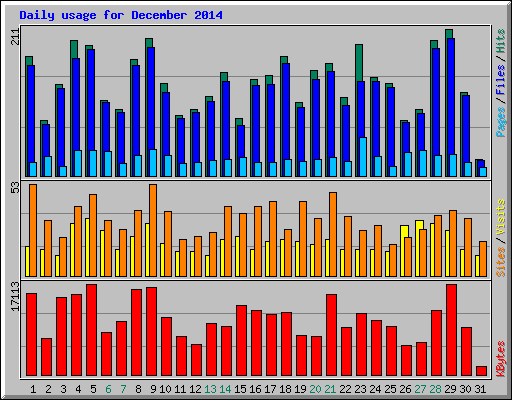 Daily usage for December 2014
211
Pages / Files / Hits
53
Sites / Visits
17113
KBytes
1 2 3 4 5 6 7 8 9 10 11 12 13 14 15 16 17 18 19 20 21 22 23 24 25 26 27 28 29 30 31